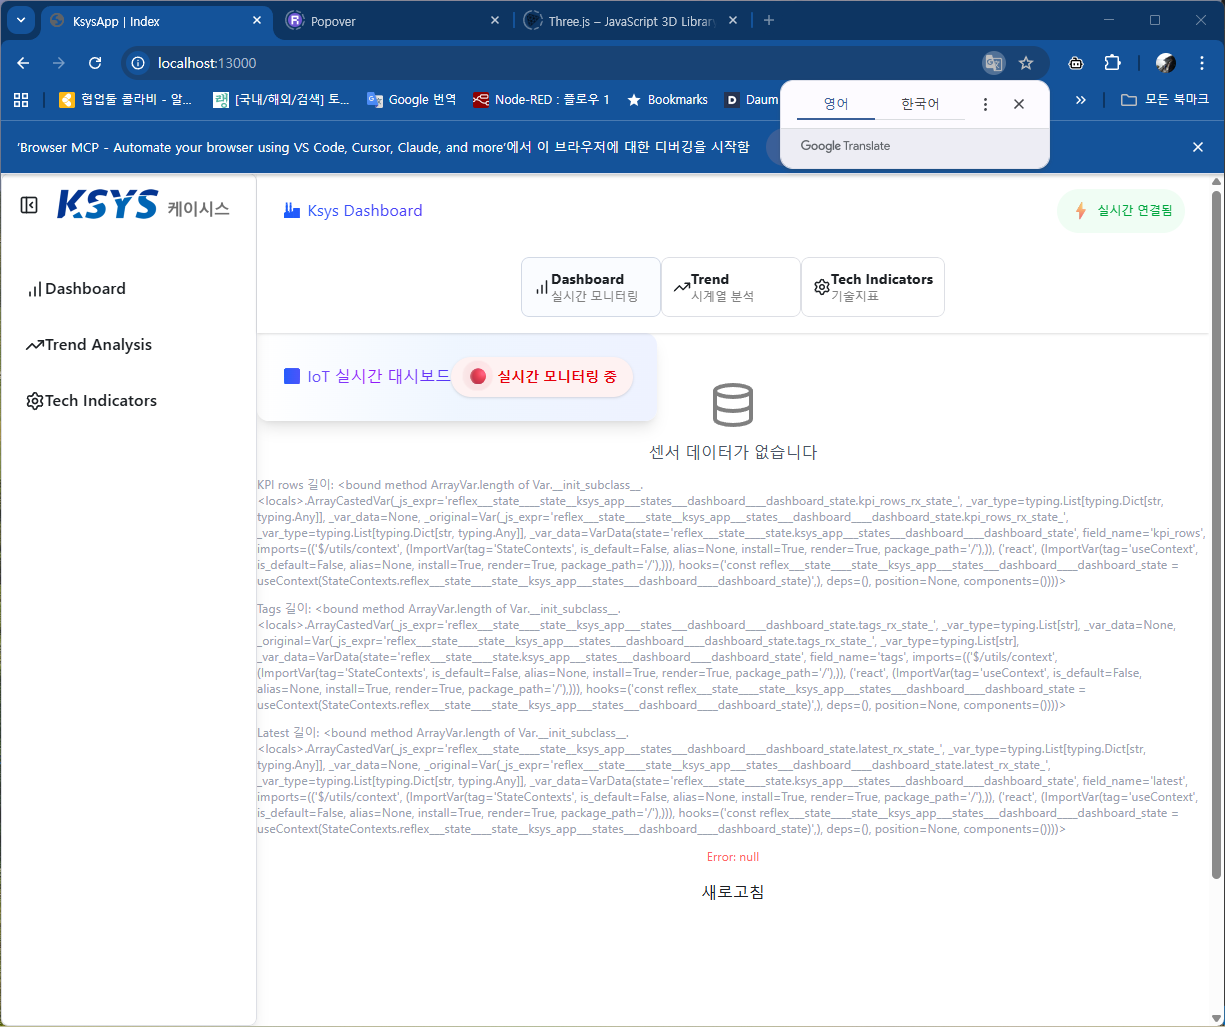 KsysApp | Index
Popover
Three.js – JavaScript 3D Library
localhost:13000
협업툴 콜라비 - 알...
[국내/해외/검색] 토...
Google 번역
Node-RED : 플로우 1
Bookmarks
Daum
모든 북마크
영어
한국어
Google Translate
'Browser MCP - Automate your browser using VS Code, Cursor, Claude, and more'에서 이 브라우저에 대한 디버깅을 시작함
KSYS 케이시스
Ksys Dashboard
실시간 연결됨
Dashboard
Trend Analysis
Tech Indicators
Dashboard
실시간 모니터링
Trend
시계열 분석
Tech Indicators
기술지표
IoT 실시간 대시보드
실시간 모니터링 중
센서 데이터가 없습니다
KPI rows 길이: <bound method ArrayVar.length of Var.__init_subclass__.
<locals>.ArrayCastedVar(_js_expr='reflex___state____state__ksys_app___states___dashboard____dashboard_state.kpi_rows_rx_state_', _var_type=typing.List[typing.Dict[str,
typing.Any]], _var_data=None, _original=Var(_js_expr='reflex___state____state__ksys_app___states___dashboard____dashboard_state.kpi_rows_rx_state_',
_var_type=typing.List[typing.Dict[str, typing.Any]], _var_data=VarData(state='reflex___state____state.ksys_app___states___dashboard____dashboard_state', field_name='kpi_rows',
imports=(('$/utils/context', (ImportVar(tag='StateContexts', is_default=False, alias=None, install=True, render=True, package_path='/'),)), ('react', (ImportVar(tag='useContext',
is_default=False, alias=None, install=True, render=True, package_path='/'),))), hooks=('const reflex___state____state__ksys_app___states___dashboard____dashboard_state =
useContext(StateContexts.reflex___state____state__ksys_app___states___dashboard____dashboard_state)',), deps=(), position=None, components=())))>
Tags 길이: <bound method ArrayVar.length of Var.__init_subclass__.
<locals>.ArrayCastedVar(_js_expr='reflex___state____state__ksys_app___states___dashboard____dashboard_state.tags_rx_state_', _var_type=typing.List[str], _var_data=None,
_original=Var(_js_expr='reflex___state____state__ksys_app___states___dashboard____dashboard_state.tags_rx_state_', _var_type=typing.List[str],
_var_data=VarData(state='reflex___state____state.ksys_app___states___dashboard____dashboard_state', field_name='tags', imports=(('$/utils/context',
(ImportVar(tag='StateContexts', is_default=False, alias=None, install=True, render=True, package_path='/'),)), ('react', (ImportVar(tag='useContext', is_default=False,
alias=None, install=True, render=True, package_path='/'),))), hooks=('const reflex___state____state__ksys_app___states___dashboard____dashboard_state =
useContext(StateContexts.reflex___state____state__ksys_app___states___dashboard____dashboard_state)',), deps=(), position=None, components=())))>
Latest 길이: <bound method ArrayVar.length of Var.__init_subclass__.
<locals>.ArrayCastedVar(_js_expr='reflex___state____state__ksys_app___states___dashboard____dashboard_state.latest_rx_state_', _var_type=typing.List[typing.Dict[str,
typing.Any]], _var_data=None, _original=Var(_js_expr='reflex___state____state__ksys_app___states___dashboard____dashboard_state.latest_rx_state_',
_var_type=typing.List[typing.Dict[str, typing.Any]], _var_data=VarData(state='reflex___state____state.ksys_app___states___dashboard____dashboard_state', field_name='latest',
imports=(('$/utils/context', (ImportVar(tag='StateContexts', is_default=False, alias=None, install=True, render=True, package_path='/'),)), ('react', (ImportVar(tag='useContext',
is_default=False, alias=None, install=True, render=True, package_path='/'),))), hooks=('const reflex___state____state__ksys_app___states___dashboard____dashboard_state =
useContext(StateContexts.reflex___state____state__ksys_app___states___dashboard____dashboard_state)',), deps=(), position=None, components=())))>
Error: null
새로고침